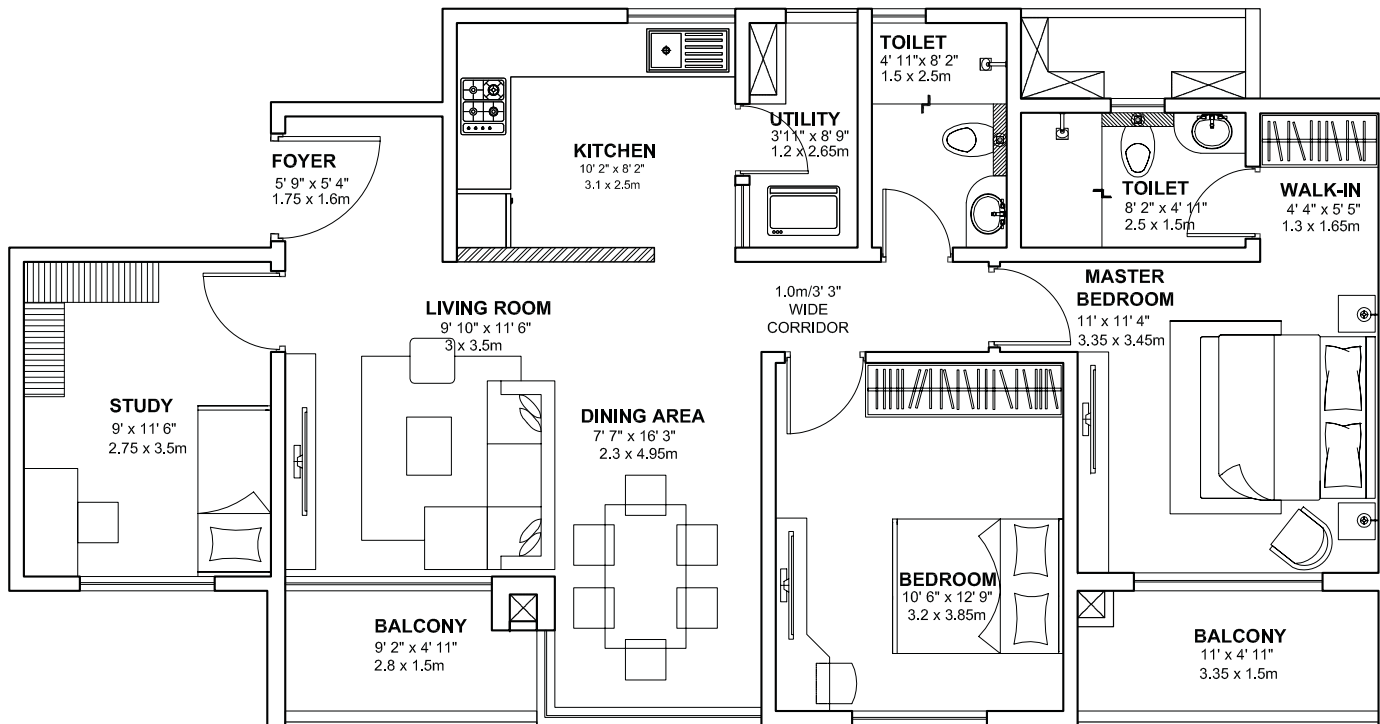 TOILET
4' 11"x 8' 2"
1.5 x 2.5m
UTILITY
3'11" x 8' 9"
1.2 x 2.65m
KITCHEN
10' 2" x 8' 2"
3.1 x 2.5m
FOYER
5' 9" x 5' 4"
1.75 x 1.6m
TOILET
8' 2" x 4' 11"
2.5 x 1.5m
WALK-IN
4' 4" x 5' 5"
1.3 x 1.65m
MASTER
BEDROOM
11' x 11' 4"
3.35 x 3.45m
1.0m/3' 3"
WIDE
CORRIDOR
LIVING ROOM
9' 10" x 11' 6"
3 x 3.5m
STUDY
9' x 11' 6"
2.75 x 3.5m
DINING AREA
7' 7" x 16' 3"
2.3 x 4.95m
BEDROOM
10' 6" x 12' 9"
3.2 x 3.85m
BALCONY
9' 2" x 4' 11"
2.8 x 1.5m
BALCONY
11' x 4' 11"
3.35 x 1.5m